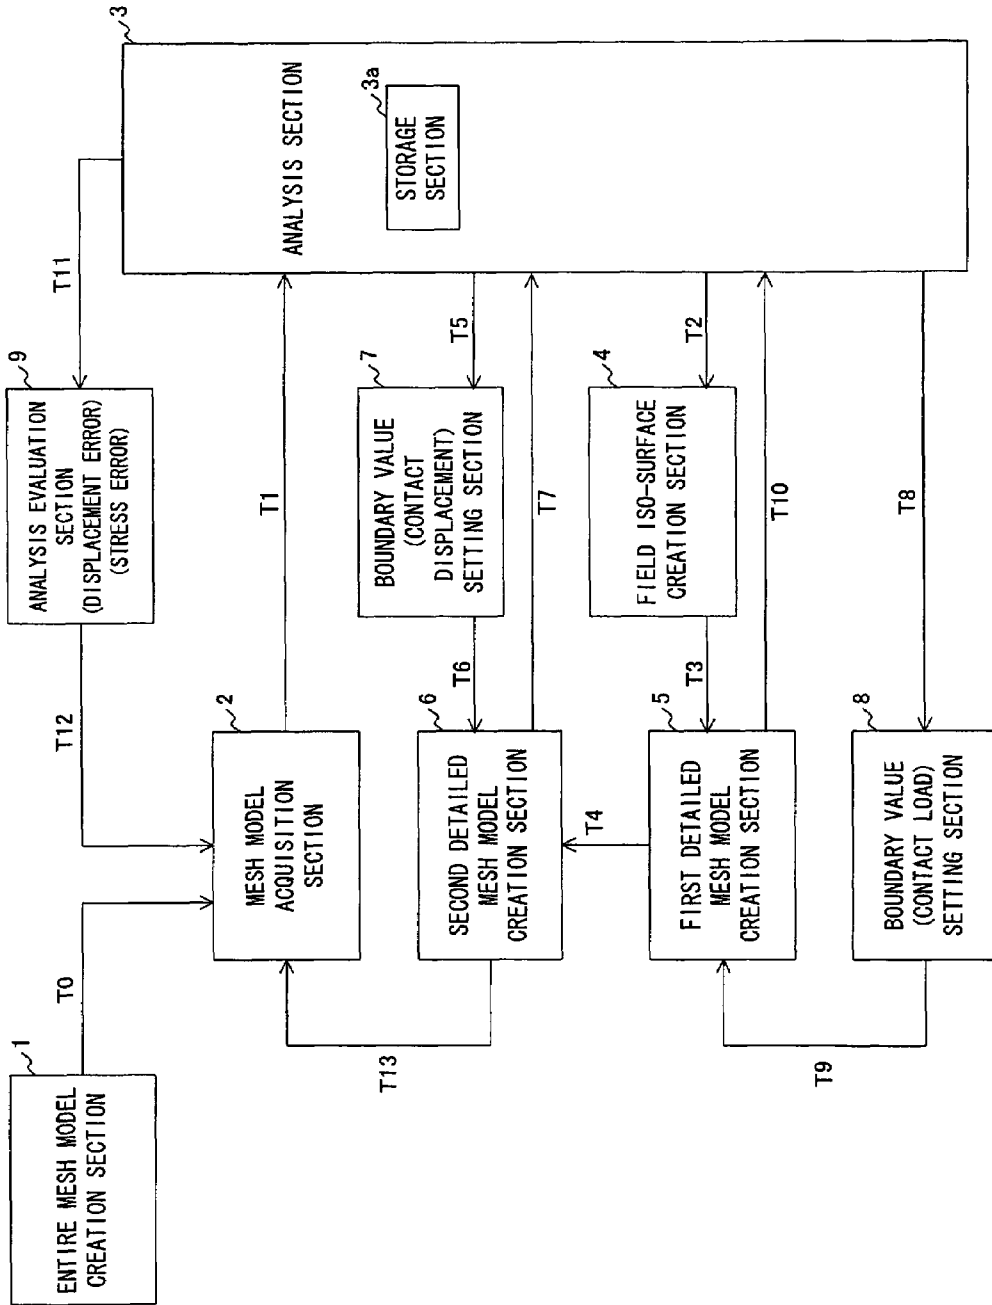 1
ENTIRE MESH MODEL
CREATION SECTION
T0
T12
9
ANALYSIS EVALUATION
SECTION
(DISPLACEMENT ERROR)
(STRESS ERROR)
T11
3
ANALYSIS SECTION
3a
STORAGE
SECTION
2
MESH MODEL
ACQUISITION
SECTION
T1
T13
6
SECOND DETAILED
MESH MODEL
CREATION SECTION
T6
7
BOUNDARY VALUE
(CONTACT
DISPLACEMENT)
SETTING SECTION
T5
T7
T4
5
FIRST DETAILED
MESH MODEL
CREATION SECTION
T3
4
FIELD ISO-SURFACE
CREATION SECTION
T2
T10
T9
8
BOUNDARY VALUE
(CONTACT LOAD)
SETTING SECTION
T8